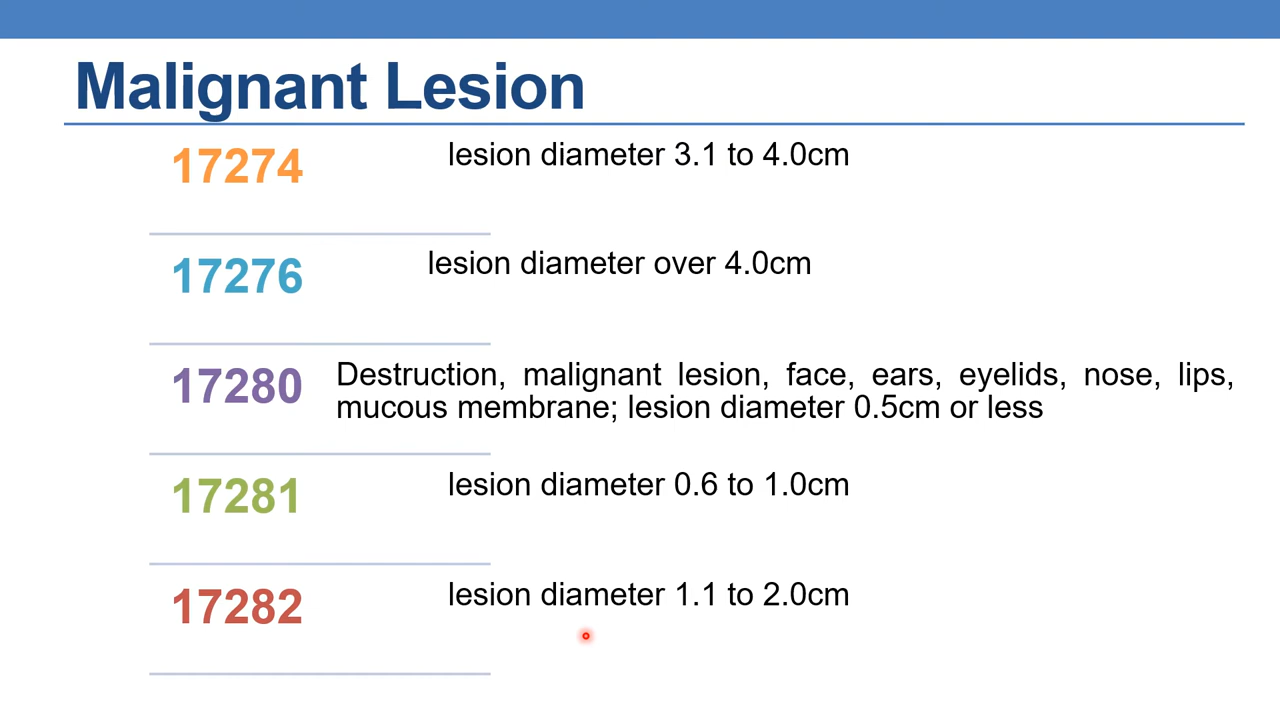 Malignant Lesion
17274 lesion diameter 3.1 to 4.0cm
17276 lesion diameter over 4.0cm
17280 Destruction, malignant lesion, face, ears, eyelids, nose, lips,
mucous membrane; lesion diameter 0.5cm or less
17281 lesion diameter 0.6 to 1.0cm
17282 lesion diameter 1.1 to 2.0cm